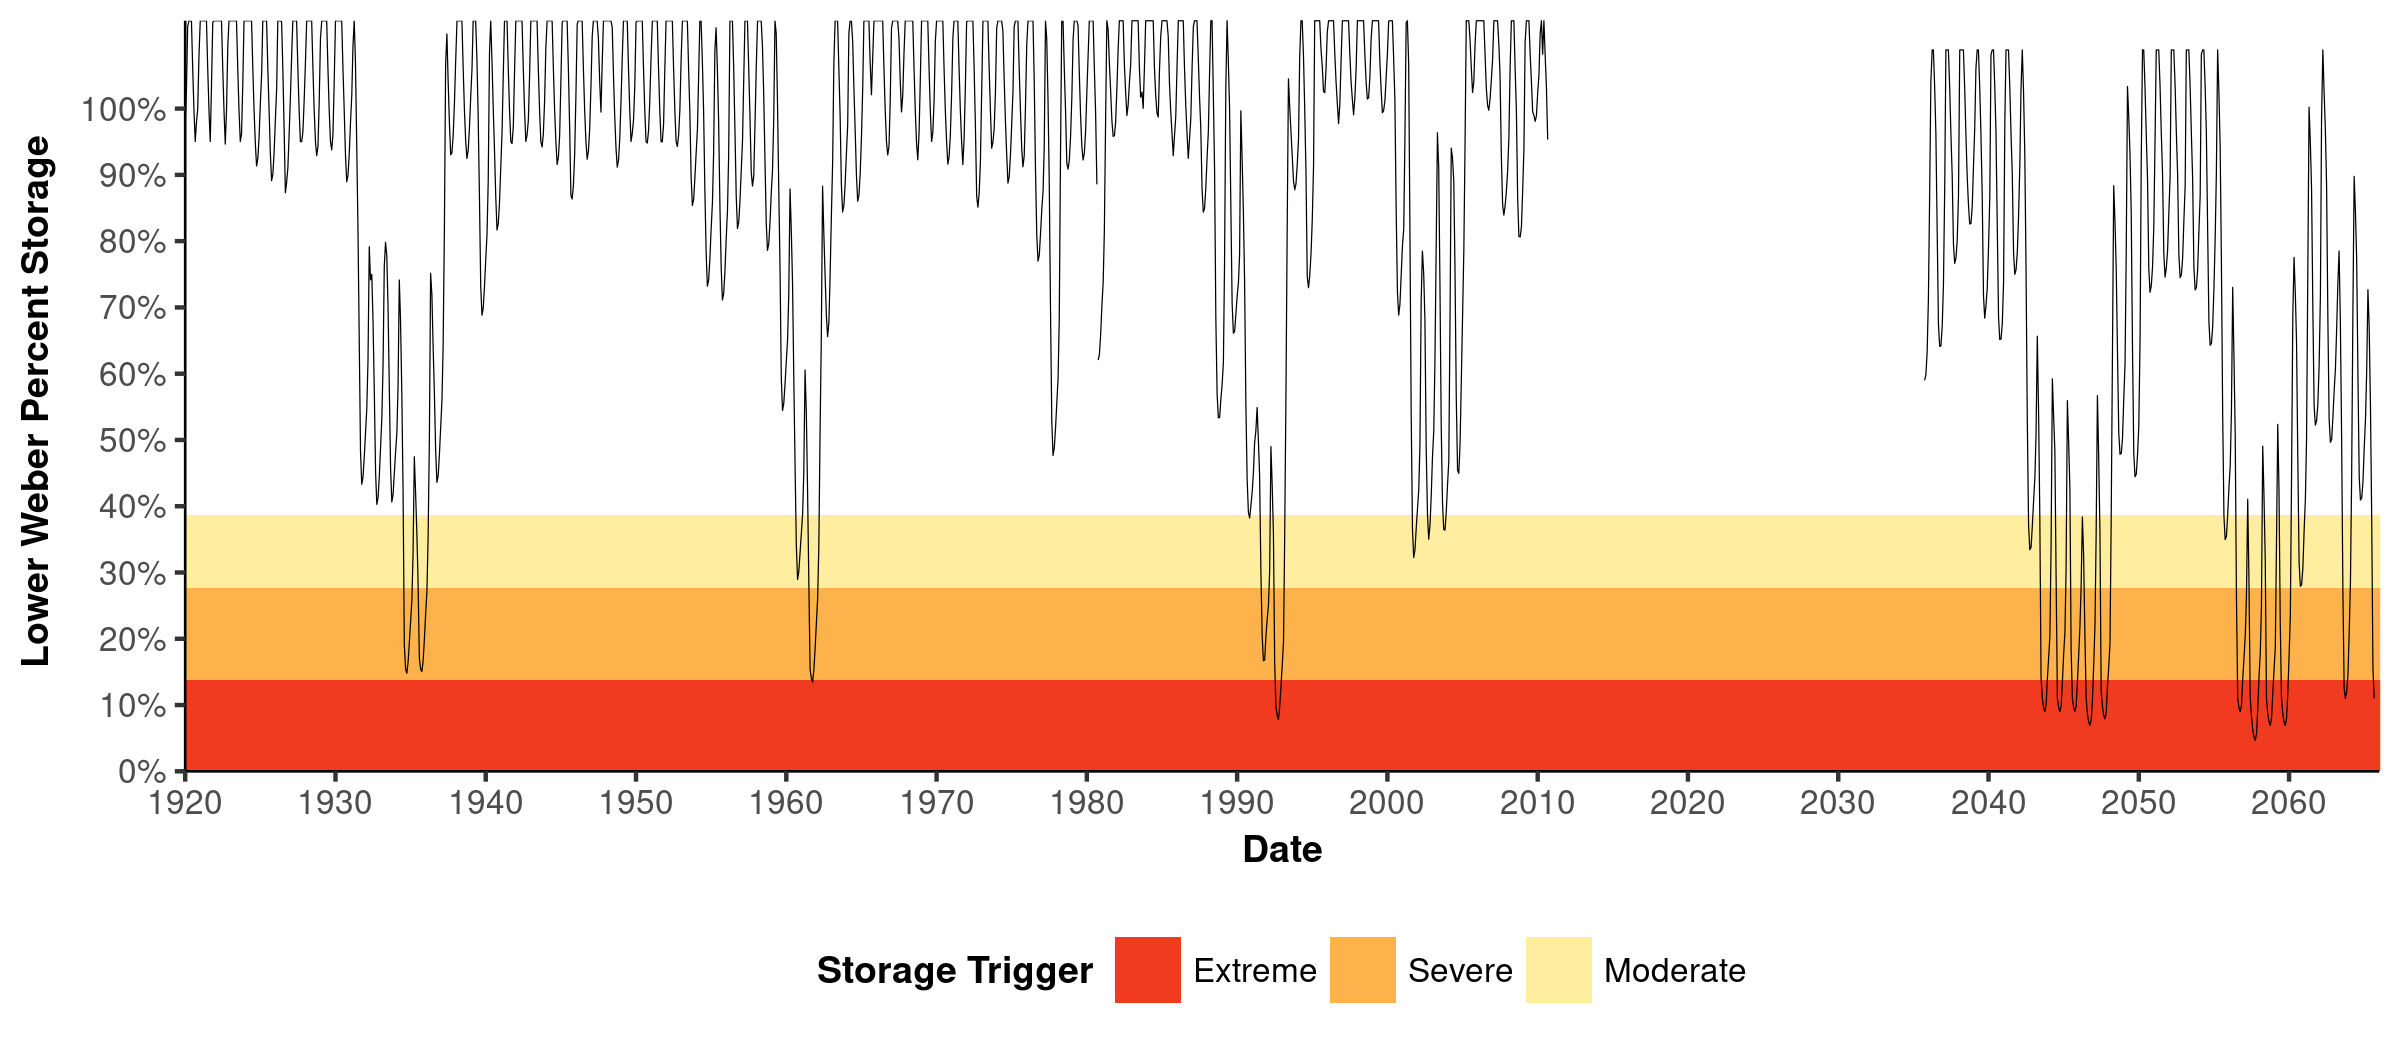 Lower Weber Percent Storage
100%
90%
80%
70%
60%
50%
40%
30%
20%
10%
0%
1920 1930 1940 1950 1960 1970 1980 1990 2000 2010 2020 2030 2040 2050 2060
Date
Storage Trigger Extreme Severe Moderate